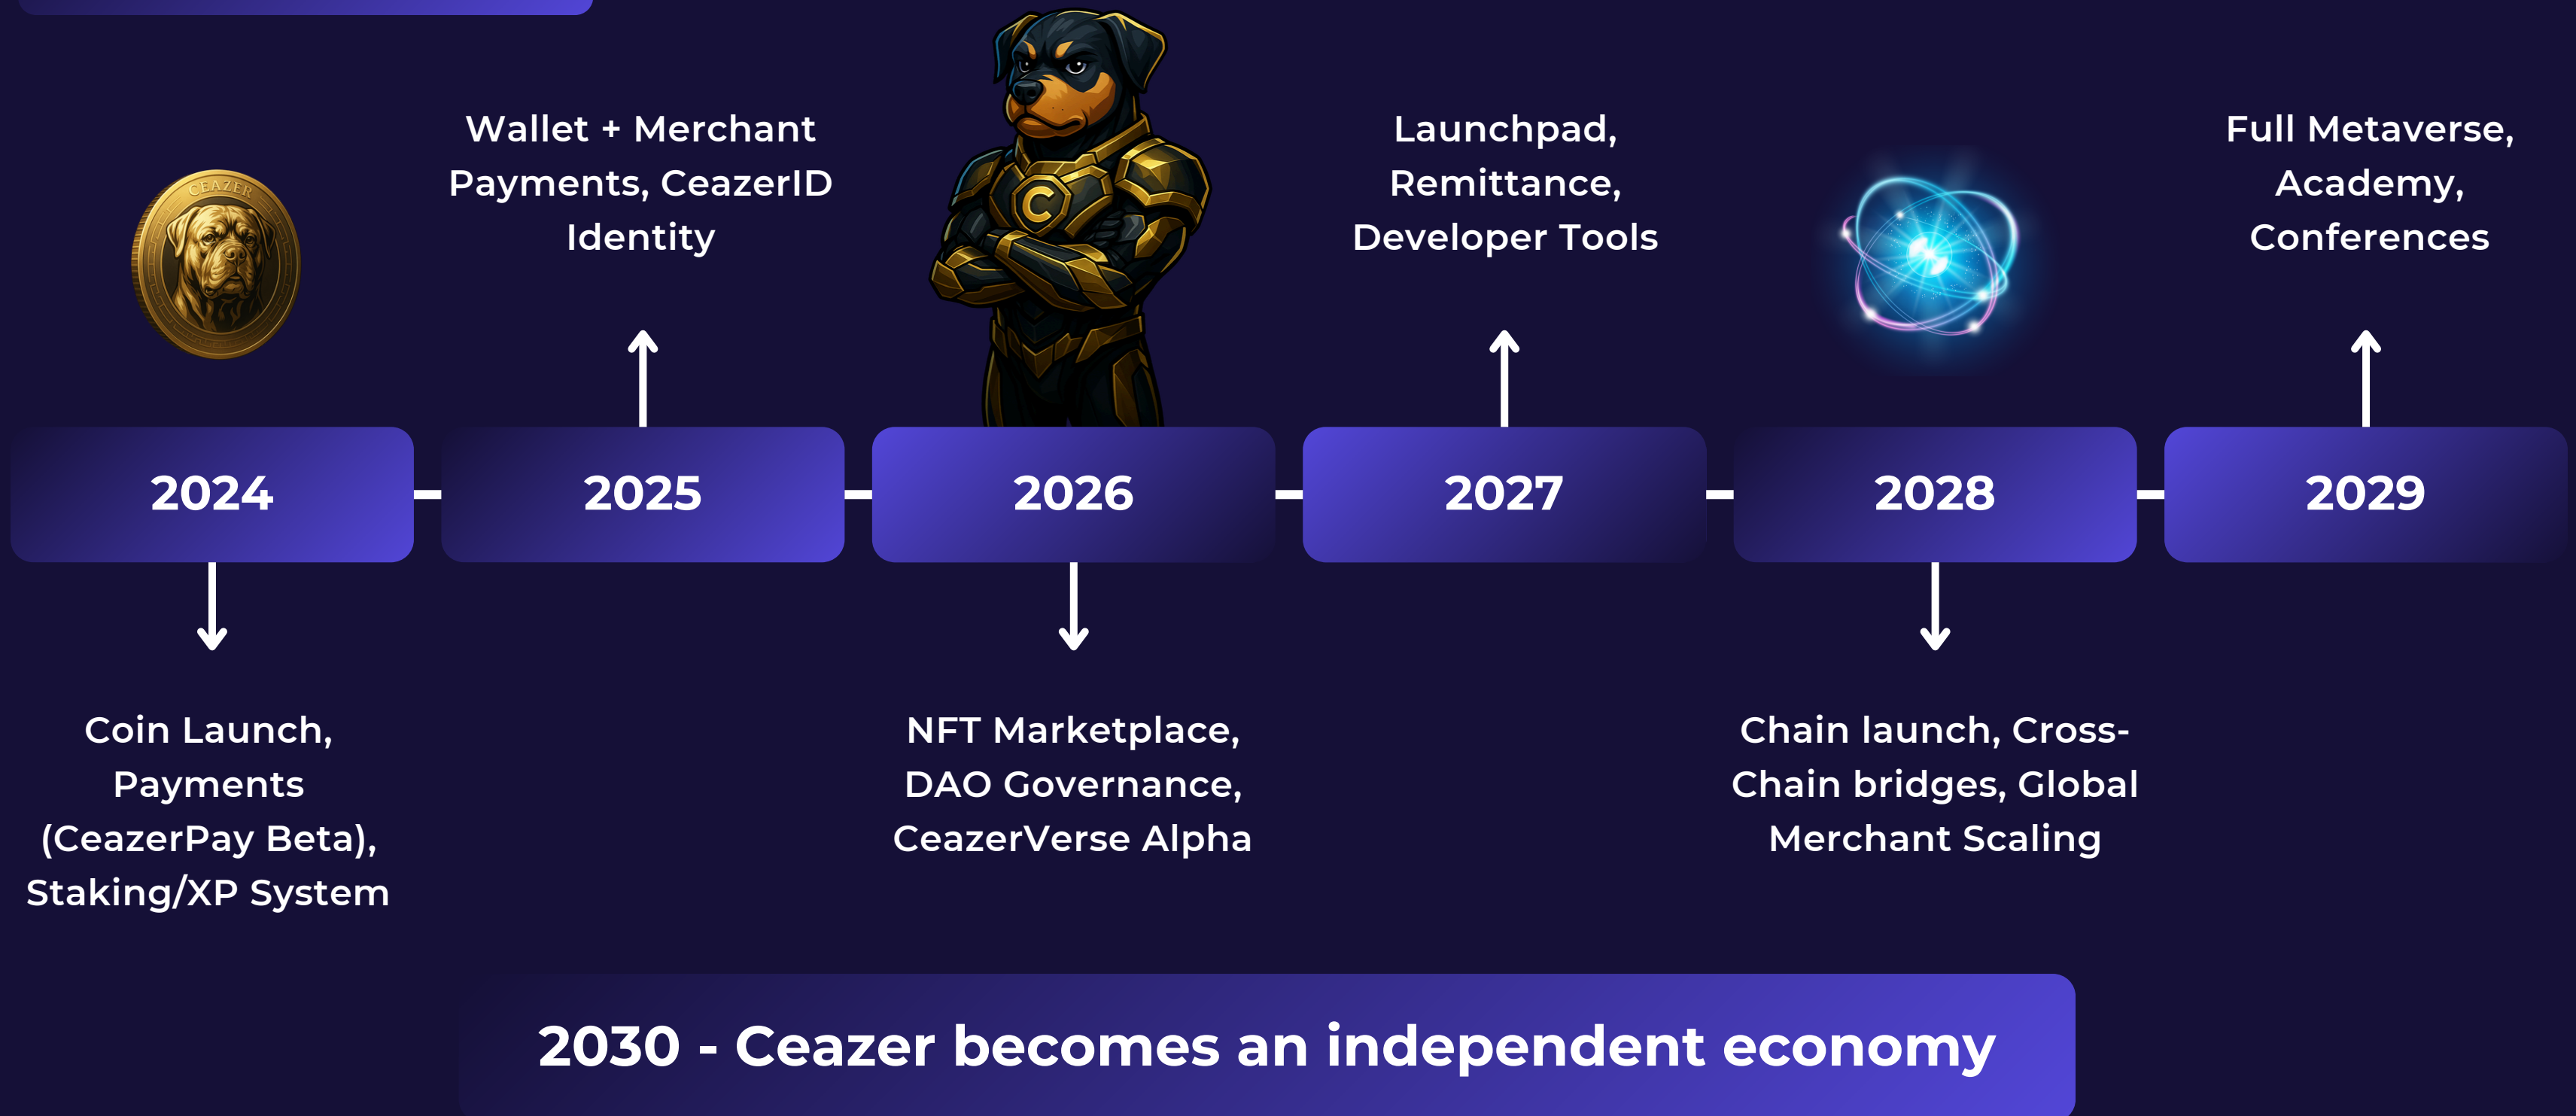 CEAZER
Wallet + Merchant
Payments, CeazerID
Identity
C
Launchpad,
Remittance,
Developer Tools
Full Metaverse,
Academy,
Conferences
2024
2025
2026
2027
2028
2029
Coin Launch,
Payments
(CeazerPay Beta),
Staking/XP System
NFT Marketplace,
DAO Governance,
CeazerVerse Alpha
Chain launch, Cross-
Chain bridges, Global
Merchant Scaling
2030 - Ceazer becomes an independent economy